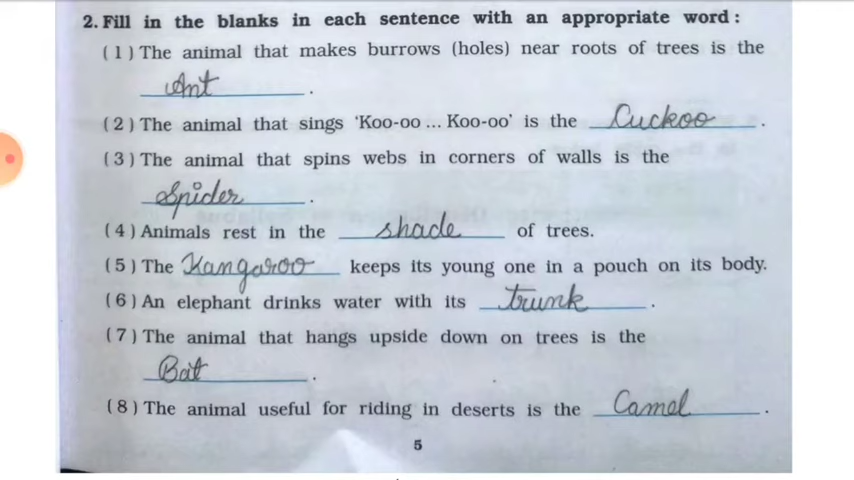 2. Fill in the blanks in each sentence with an appropriate word :
(1) The animal that makes burrows (holes) near roots of trees is the
Ant .
(2) The animal that sings 'Koo-oo ... Koo-oo' is the Cuckoo .
(3) The animal that spins webs in corners of walls is the
Spider .
(4) Animals rest in the shade of trees.
(5) The Kangaroo keeps its young one in a pouch on its body.
(6) An elephant drinks water with its trunk .
(7) The animal that hangs upside down on trees is the
Bat .
(8) The animal useful for riding in deserts is the Camel .
5